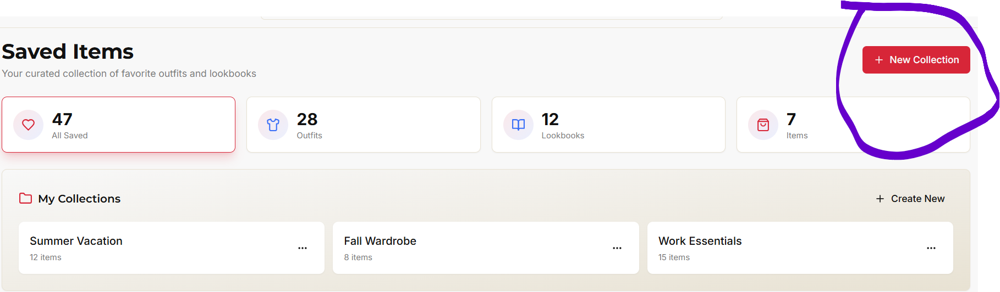 Saved Items
Your curated collection of favorite outfits and lookbooks
New Collection
47
All Saved
28
Outfits
12
Lookbooks
7
Items
My Collections
Create New
Summer Vacation
12 items
Fall Wardrobe
8 items
Work Essentials
15 items